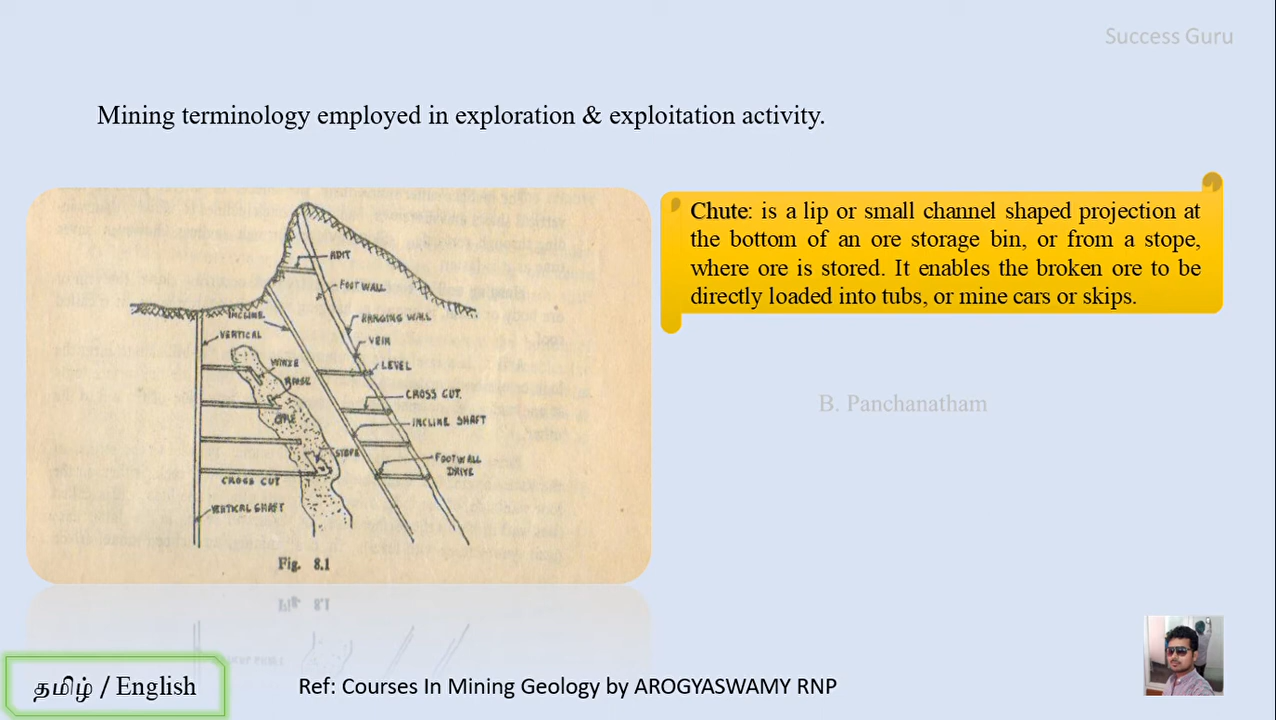 Success Guru
Mining terminology employed in exploration & exploitation activity.
Chute: is a lip or small channel shaped projection at
the bottom of an ore storage bin, or from a stope,
where ore is stored. It enables the broken ore to be
directly loaded into tubs, or mine cars or skips.
ADIT
FOOT WALL
INCLINE
HANGING WALL
VERTICAL
VEIN
WINZE
LEVEL
CROSS CUT.
INCLINE SHAFT
STOPE
FOOTWALL
DRIVE
CROSS CUT
VERTICAL SHAFT
Fig. 8.1
B. Panchanatham
தமிழ் / English
Ref: Courses In Mining Geology by AROGYASWAMY RNP